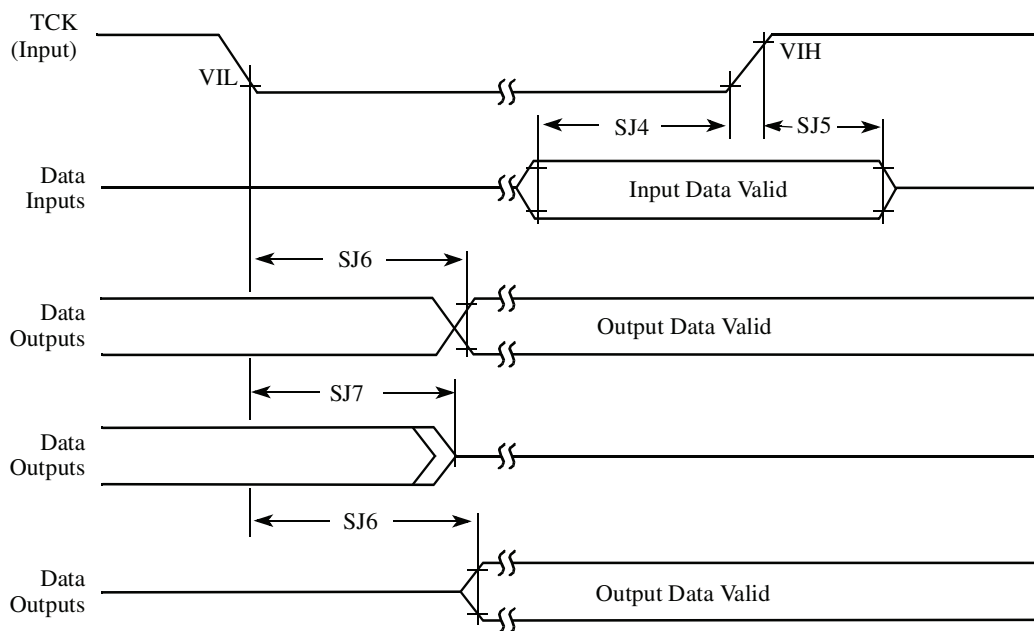 TCK
(Input)
VIL
VIH
SJ4
SJ5
Data
Inputs
Input Data Valid
SJ6
Data
Outputs
Output Data Valid
SJ7
Data
Outputs
SJ6
Data
Outputs
Output Data Valid